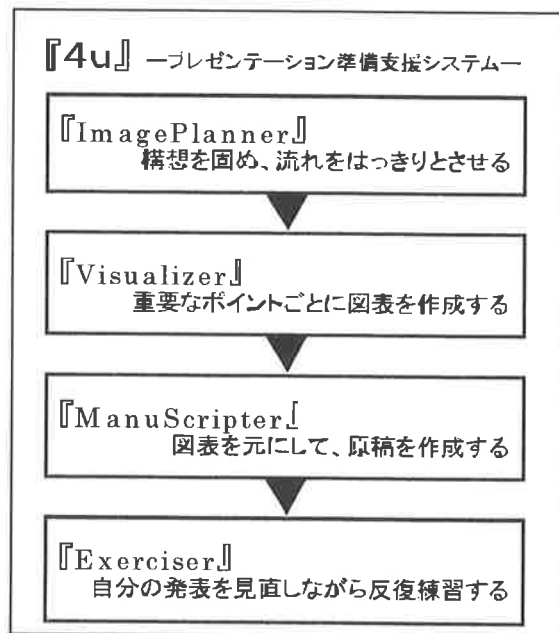 『4u』 ―プレゼンテーション準備支援システム―
『ImagePlanner』
構想を固め、流れをはっきりとさせる
『Visualizer』
重要なポイントごとに図表を作成する
『ManuScripter』
図表を元にして、原稿を作成する
『Exerciser』
自分の発表を見直しながら反復練習する